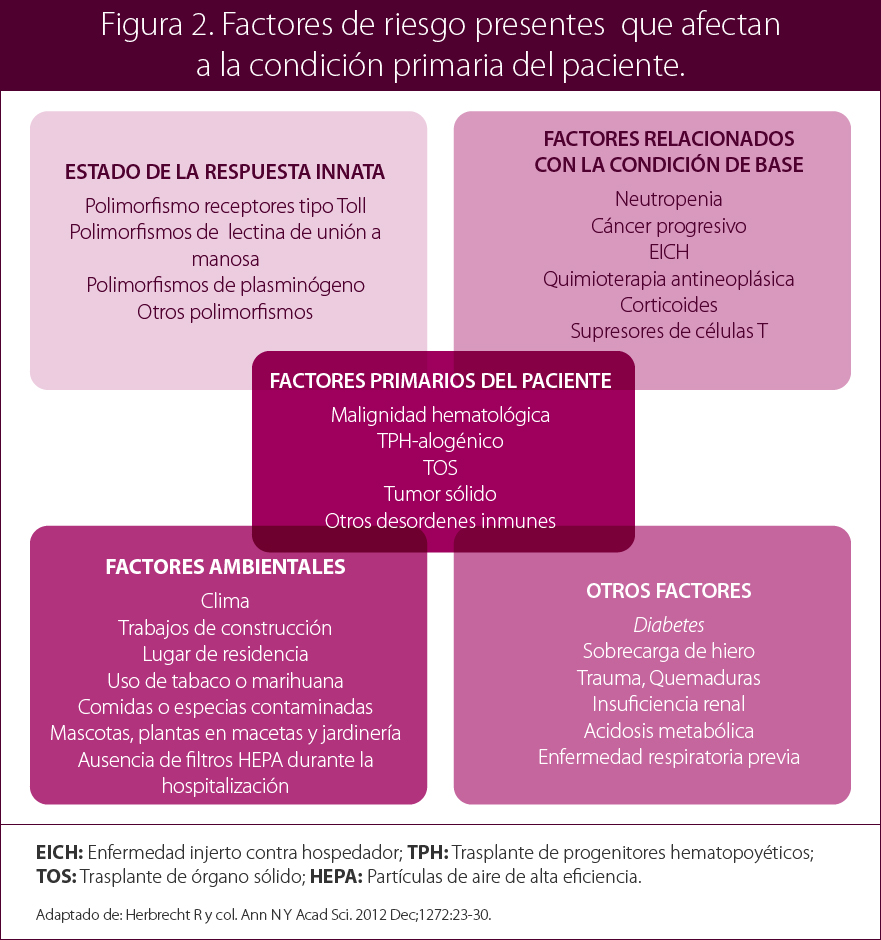 Figura 2. Factores de riesgo presentes que afectan
a la condición primaria del paciente.
ESTADO DE LA RESPUESTA INNATA
Polimorfismo receptores tipo Toll
Polimorfismos de lectina de unión a
manosa
Polimorfismos de plasminógeno
Otros polimorfismos
FACTORES RELACIONADOS
CON LA CONDICIÓN DE BASE
Neutropenia
Cáncer progresivo
EICH
Quimioterapia antineoplásica
Corticoides
Supresores de células T
FACTORES PRIMARIOS DEL PACIENTE
Malignidad hematológica
TPH-alogénico
TOS
Tumor sólido
Otros desordenes inmunes
FACTORES AMBIENTALES
Clima
Trabajos de construcción
Lugar de residencia
Uso de tabaco o marihuana
Comidas o especias contaminadas
Mascotas, plantas en macetas y jardinería
Ausencia de filtros HEPA durante la
hospitalización
OTROS FACTORES
Diabetes
Sobrecarga de hiero
Trauma, Quemaduras
Insuficiencia renal
Acidosis metabólica
Enfermedad respiratoria previa
EICH: Enfermedad injerto contra hospedador; TPH: Trasplante de progenitores hematopoyéticos;
TOS: Trasplante de órgano sólido; HEPA: Partículas de aire de alta eficiencia.
Adaptado de: Herbrecht R y col. Ann N Y Acad Sci. 2012 Dec;1272:23-30.